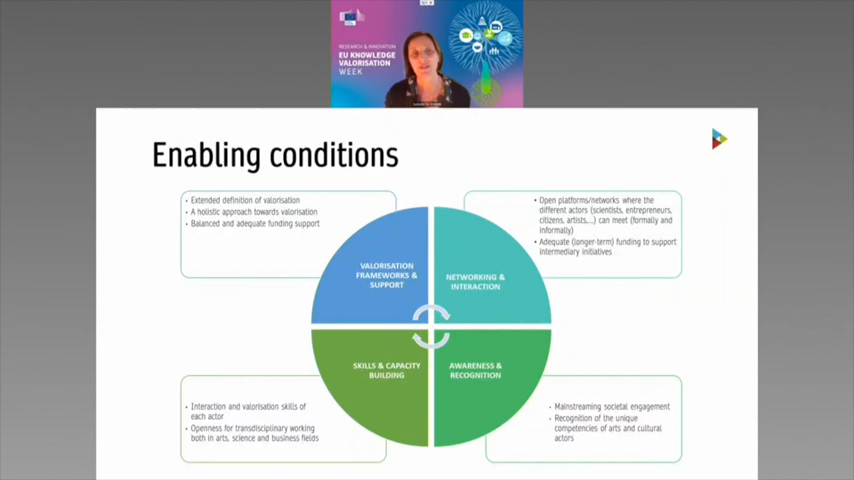 RESEARCH & INNOVATION
EU KNOWLEDGE
VALORISATION
WEEK
Enabling conditions
• Extended definition of valorisation
• A holistic approach towards valorisation
• Balanced and adequate funding support
• Open platforms/networks where the
different actors (scientists, entrepreneurs,
citizens, artists,...) can meet (formally and
informally)
• Adequate (longer-term) funding to support
intermediary initiatives
VALORISATION
FRAMEWORKS &
SUPPORT
NETWORKING &
INTERACTION
SKILLS & CAPACITY
BUILDING
AWARENESS &
RECOGNITION
• Interaction and valorisation skills of
each actor
• Openness for transdisciplinary working
both in arts, science and business fields
• Mainstreaming societal engagement
• Recognition of the unique
competencies of arts and cultural
actors